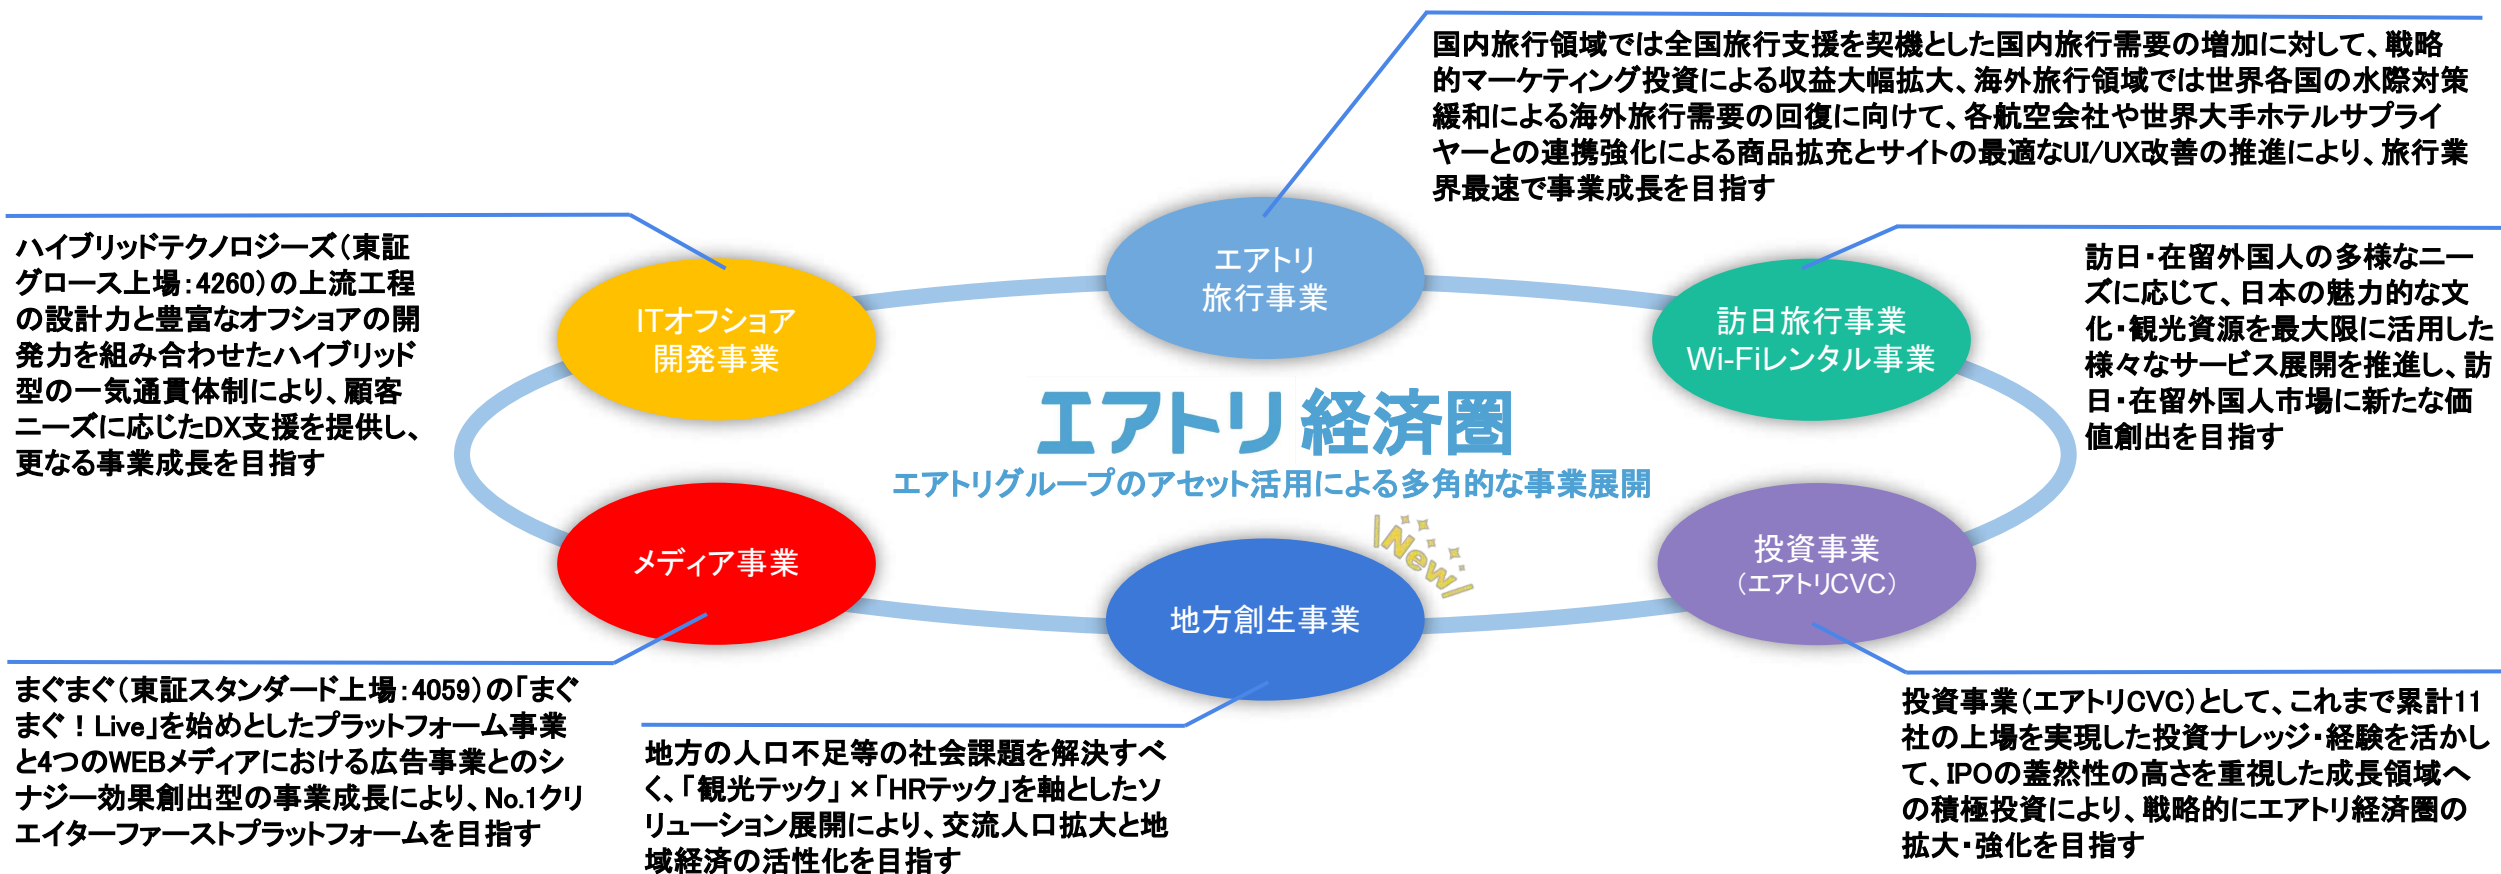 国内旅行領域では全国旅行支援を契機とした国内旅行需要の増加に対して、戦略
的マーケティング投資による収益大幅拡大、海外旅行領域では世界各国の水際対策
緩和による海外旅行需要の回復に向けて、各航空会社や世界大手ホテルサプライ
ヤーとの連携強化による商品拡充とサイトの最適なUI/UX改善の推進により、旅行業
界最速で事業成長を目指す
ハイブリッドテクノロジーズ（東証
グロース上場：4260）の上流工程
の設計力と豊富なオフショアの開
発力を組み合わせたハイブリッド
型の一気通貫体制により、顧客
ニーズに応じたDX支援を提供し、
更なる事業成長を目指す
ITオフショア
開発事業
エアトリ
旅行事業
訪日旅行事業
Wi-Fiレンタル事業
訪日・在留外国人の多様なニー
ズに応じて、日本の魅力的な文
化・観光資源を最大限に活用した
様々なサービス展開を推進し、訪
日・在留外国人市場に新たな価
値創出を目指す
エアトリ経済圏
エアトリグループのアセット活用による多角的な事業展開
メディア事業
New
地方創生事業
投資事業
（エアトリCVC）
まぐまぐ（東証スタンダード上場：4059）の「まぐ
まぐ！Live」を始めとしたプラットフォーム事業
と4つのWEBメディアにおける広告事業とのシ
ナジー効果創出型の事業成長により、No.1クリ
エイターファーストプラットフォームを目指す
地方の人口不足等の社会課題を解決すべ
く、「観光テック」×「HRテック」を軸としたソ
リューション展開により、交流人口拡大と地
域経済の活性化を目指す
投資事業（エアトリCVC）として、これまで累計11
社の上場を実現した投資ナレッジ・経験を活かし
て、IPOの蓋然性の高さを重視した成長領域へ
の積極投資により、戦略的にエアトリ経済圏の
拡大・強化を目指す